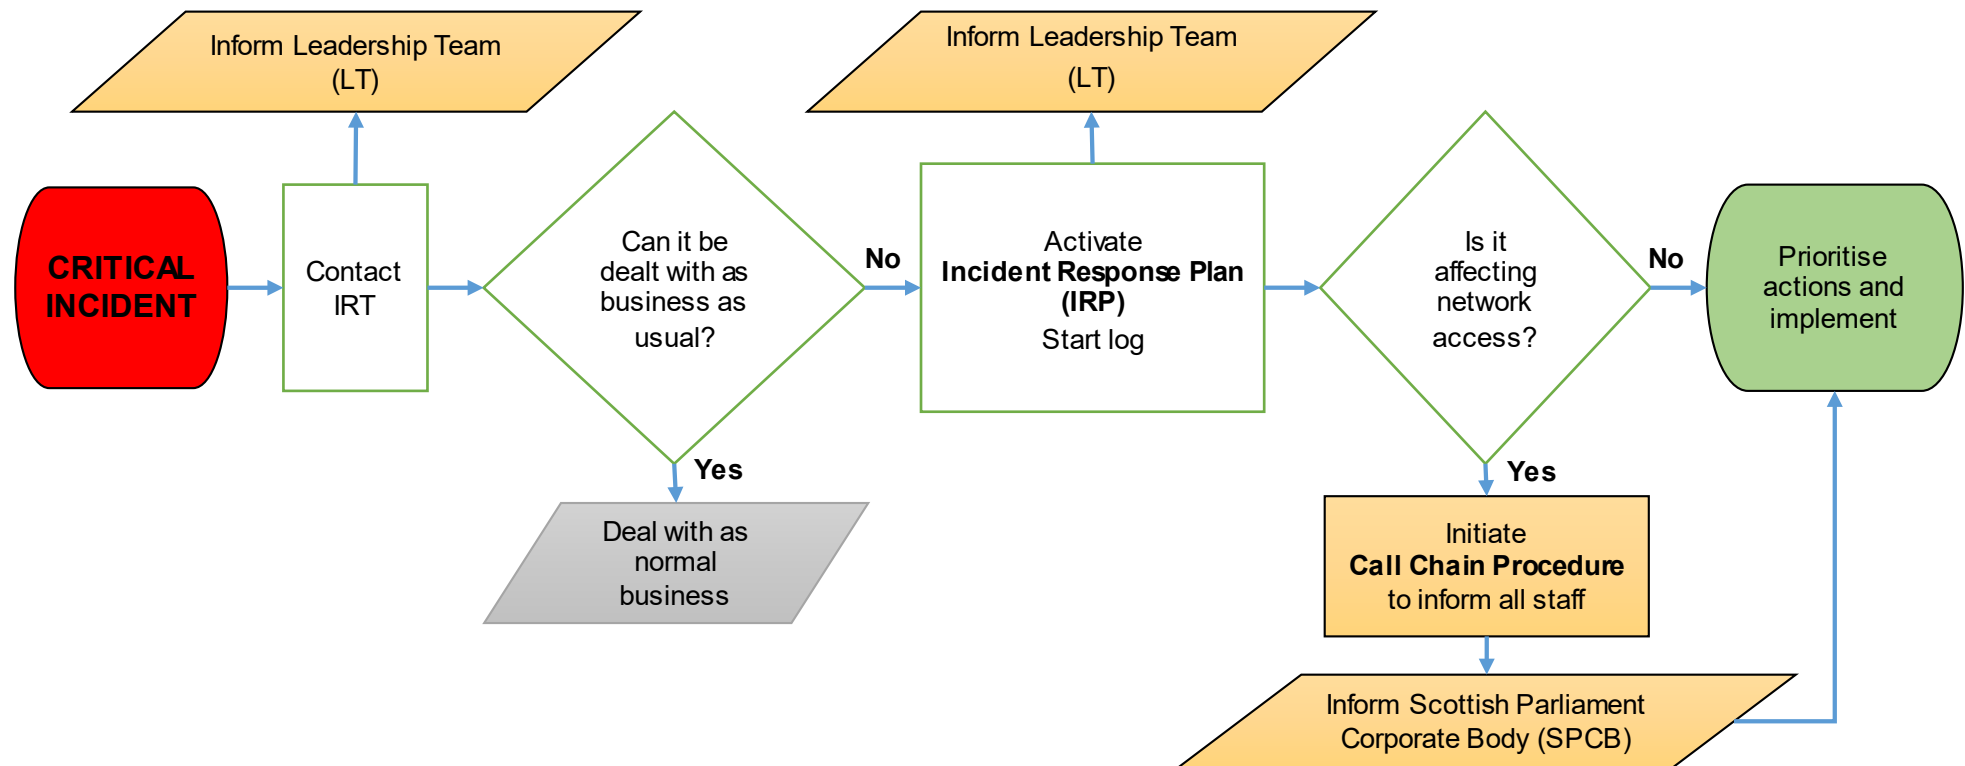 Inform Leadership Team
(LT)
Inform Leadership Team
(LT)
CRITICAL
INCIDENT
Contact
IRT
Can it be
dealt with as
business as
usual?
No
Yes
Deal with as
normal
business
Activate
Incident Response Plan
(IRP)
Start log
Is it
affecting
network
access?
No
Yes
Prioritise
actions and
implement
Initiate
Call Chain Procedure
to inform all staff
Inform Scottish Parliament
Corporate Body (SPCB)